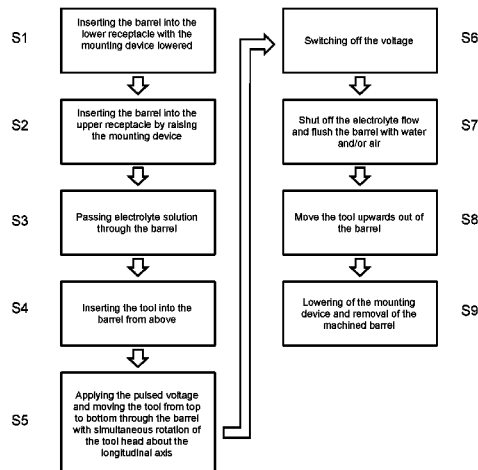 S1
Inserting the barrel into the
lower receptacle with the
mounting device lowered
S2
Inserting the barrel into the
upper receptacle by raising
the mounting device
S3
Passing electrolyte solution
through the barrel
S4
Inserting the tool into the
barrel from above
S5
Applying the pulsed voltage
and moving the tool from top
to bottom through the barrel
with simultaneous rotation of
the tool head about the
longitudinal axis
Switching off the voltage
S6
Shut off the electrolyte flow
and flush the barrel with water
and/or air
S7
Move the tool upwards out of
the barrel
S8
Lowering of the mounting
device and removal of the
machined barrel
S9